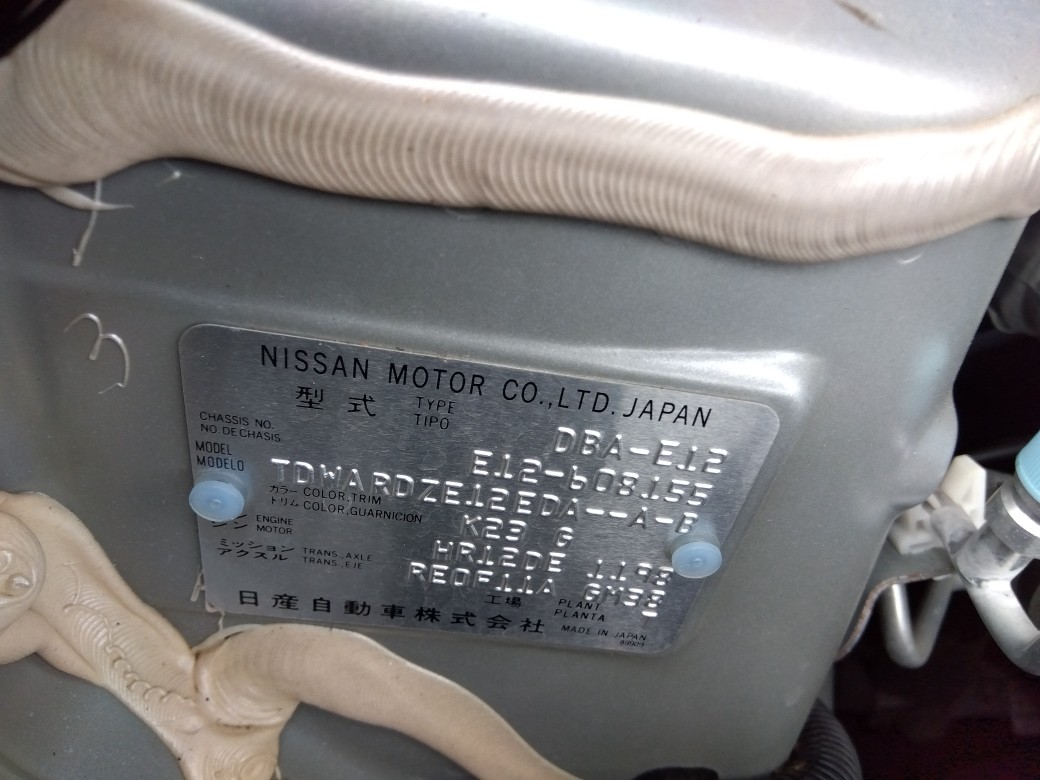 3
NISSAN MOTOR CO.,LTD. JAPAN
型式 TYPE TIPO DBA-E12
CHASSIS NO. NO. DE CHASIS E12-608155
MODEL MODELO TDWARDZE12EDA--A-B
カラー COLOR,TRIM トリム COLOR,GUARNICION K23 G
ENGINE MOTOR HR12DE 1198
ミッション アクスル TRANS.,AXLE TRANS.,EJE RE0F11A GM38
工場 PLANT PLANTA
日産自動車株式会社 MADE IN JAPAN